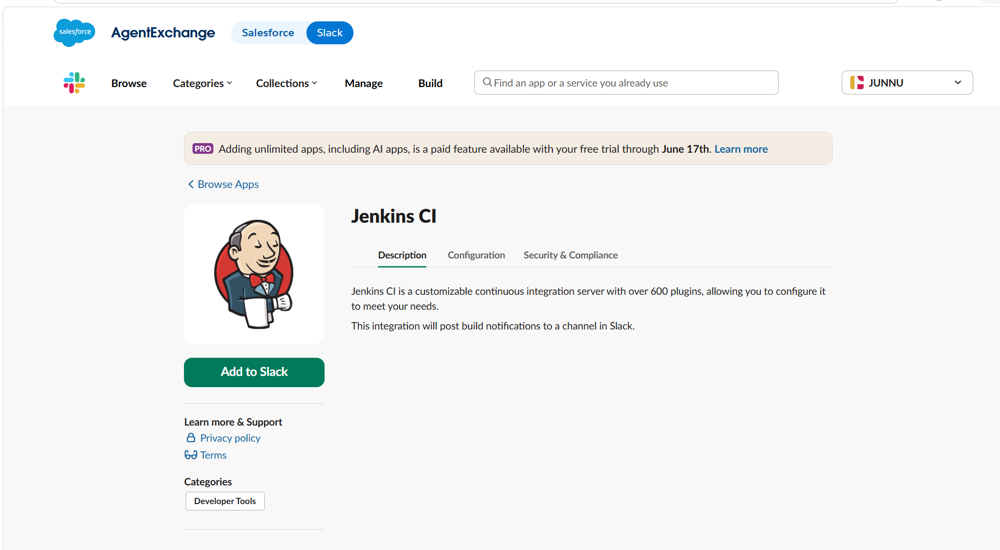 salesforce
AgentExchange
Salesforce
Slack
Browse
Categories
Collections
Manage
Build
Find an app or a service you already use
JUNNU
PRO Adding unlimited apps, including AI apps, is a paid feature available with your free trial through June 17th. Learn more
Browse Apps
Jenkins CI
Description
Configuration
Security & Compliance
Jenkins CI is a customizable continuous integration server with over 600 plugins, allowing you to configure it
to meet your needs.
This integration will post build notifications to a channel in Slack.
Add to Slack
Learn more & Support
Privacy policy
Terms
Categories
Developer Tools